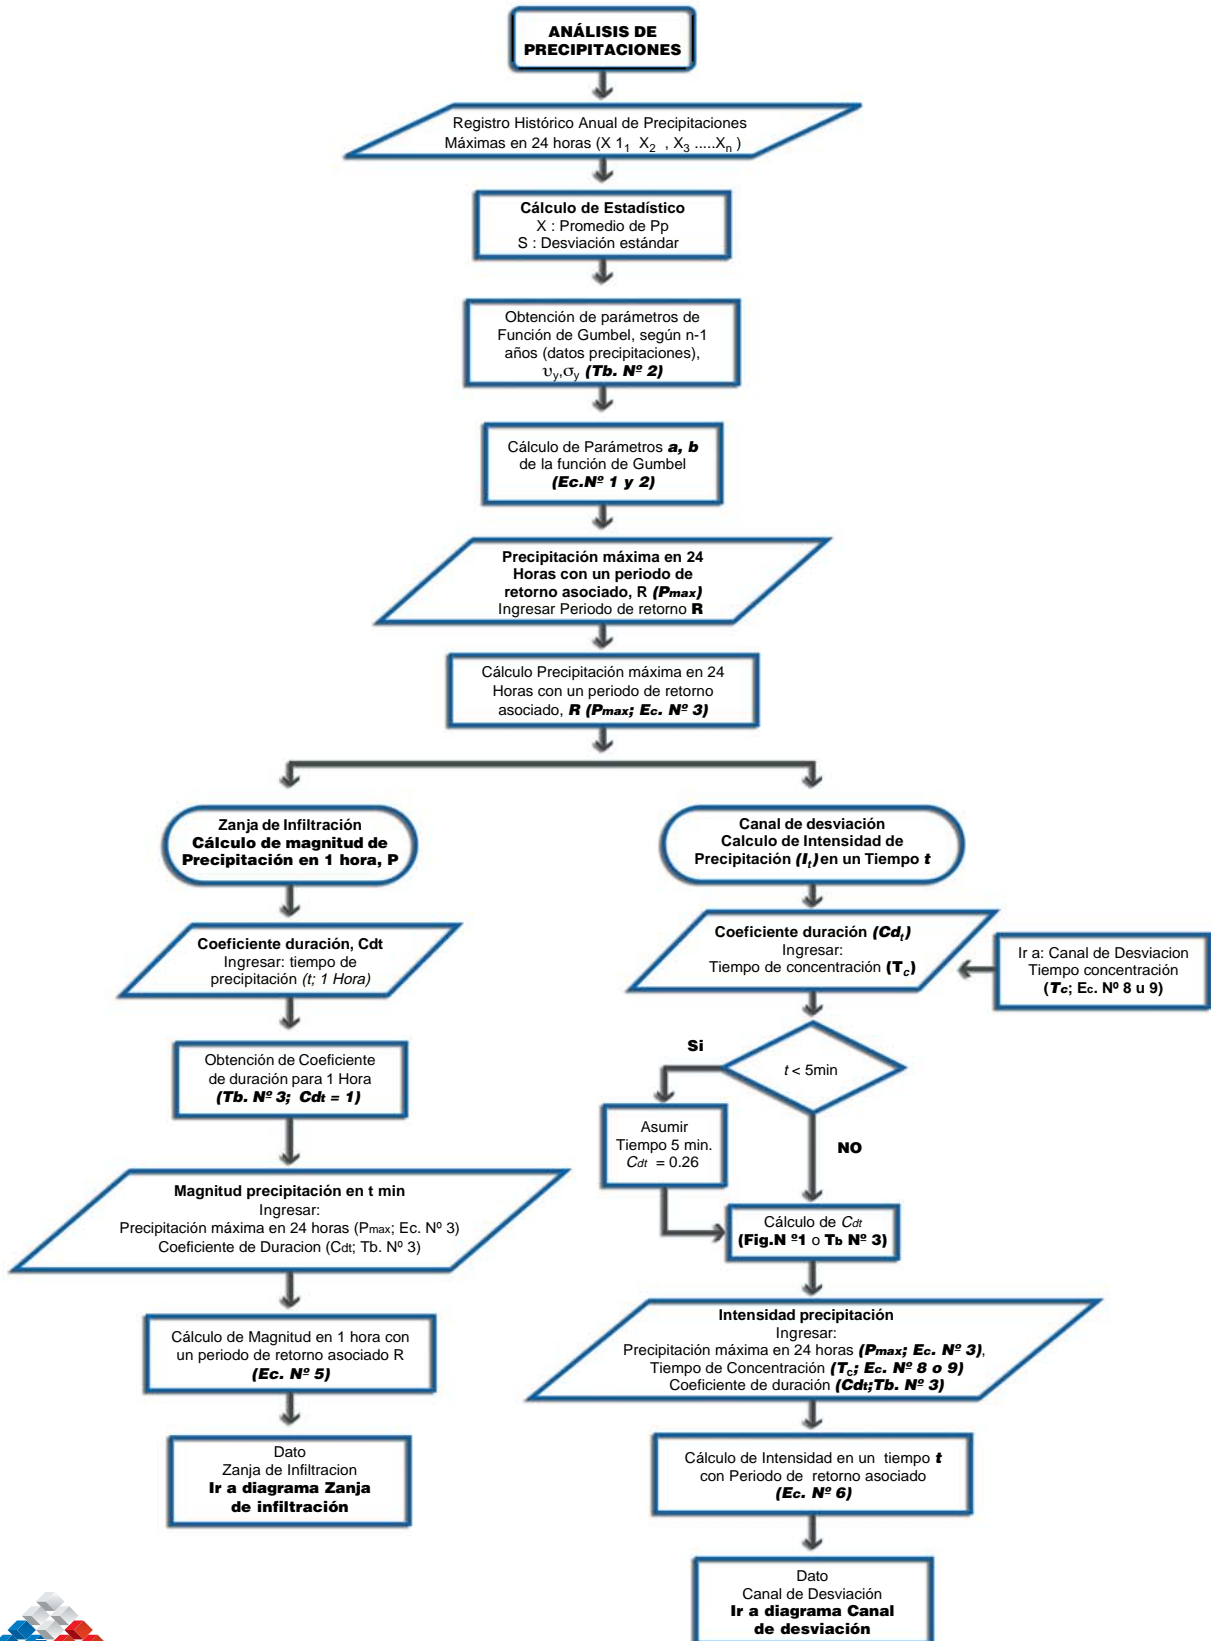 ANÁLISIS DE
PRECIPITACIONES
Registro Histórico Anual de Precipitaciones
Máximas en 24 horas (X 1₁ X₂ , X₃ .....Xₙ )
Cálculo de Estadístico
X : Promedio de Pp
S : Desviación estándar
Obtención de parámetros de
Función de Gumbel, según n-1
años (datos precipitaciones),
υy,σy (Tb. Nº 2)
Cálculo de Parámetros a, b
de la función de Gumbel
(Ec.Nº 1 y 2)
Precipitación máxima en 24
Horas con un periodo de
retorno asociado, R (Pmax)
Ingresar Periodo de retorno R
Cálculo Precipitación máxima en 24
Horas con un periodo de retorno
asociado, R (Pmax; Ec. Nº 3)
Zanja de Infiltración
Cálculo de magnitud de
Precipitación en 1 hora, P
Coeficiente duración, Cdt
Ingresar: tiempo de
precipitación (t; 1 Hora)
Obtención de Coeficiente
de duración para 1 Hora
(Tb. Nº 3; Cdt = 1)
Magnitud precipitación en t min
Ingresar:
Precipitación máxima en 24 horas (Pmax; Ec. Nº 3)
Coeficiente de Duracion (Cdt; Tb. Nº 3)
Cálculo de Magnitud en 1 hora con
un periodo de retorno asociado R
(Ec. Nº 5)
Dato
Zanja de Infiltracion
Ir a diagrama Zanja
de infiltración
Canal de desviación
Calculo de Intensidad de
Precipitación (Iₜ) en un Tiempo t
Coeficiente duración (Cdₜ)
Ingresar:
Tiempo de concentración (Tc)
Ir a: Canal de Desviacion
Tiempo concentración
(Tc; Ec. Nº 8 u 9)
Si
t < 5min
Asumir
Tiempo 5 min.
Cdt = 0.26
NO
Cálculo de Cdt
(Fig.N º1 o Tb Nº 3)
Intensidad precipitación
Ingresar:
Precipitación máxima en 24 horas (Pmax; Ec. Nº 3),
Tiempo de Concentración (Tc; Ec. Nº 8 o 9)
Coeficiente de duración (Cdt;Tb. Nº 3)
Cálculo de Intensidad en un tiempo t
con Periodo de retorno asociado
(Ec. Nº 6)
Dato
Canal de Desviación
Ir a diagrama Canal
de desviación